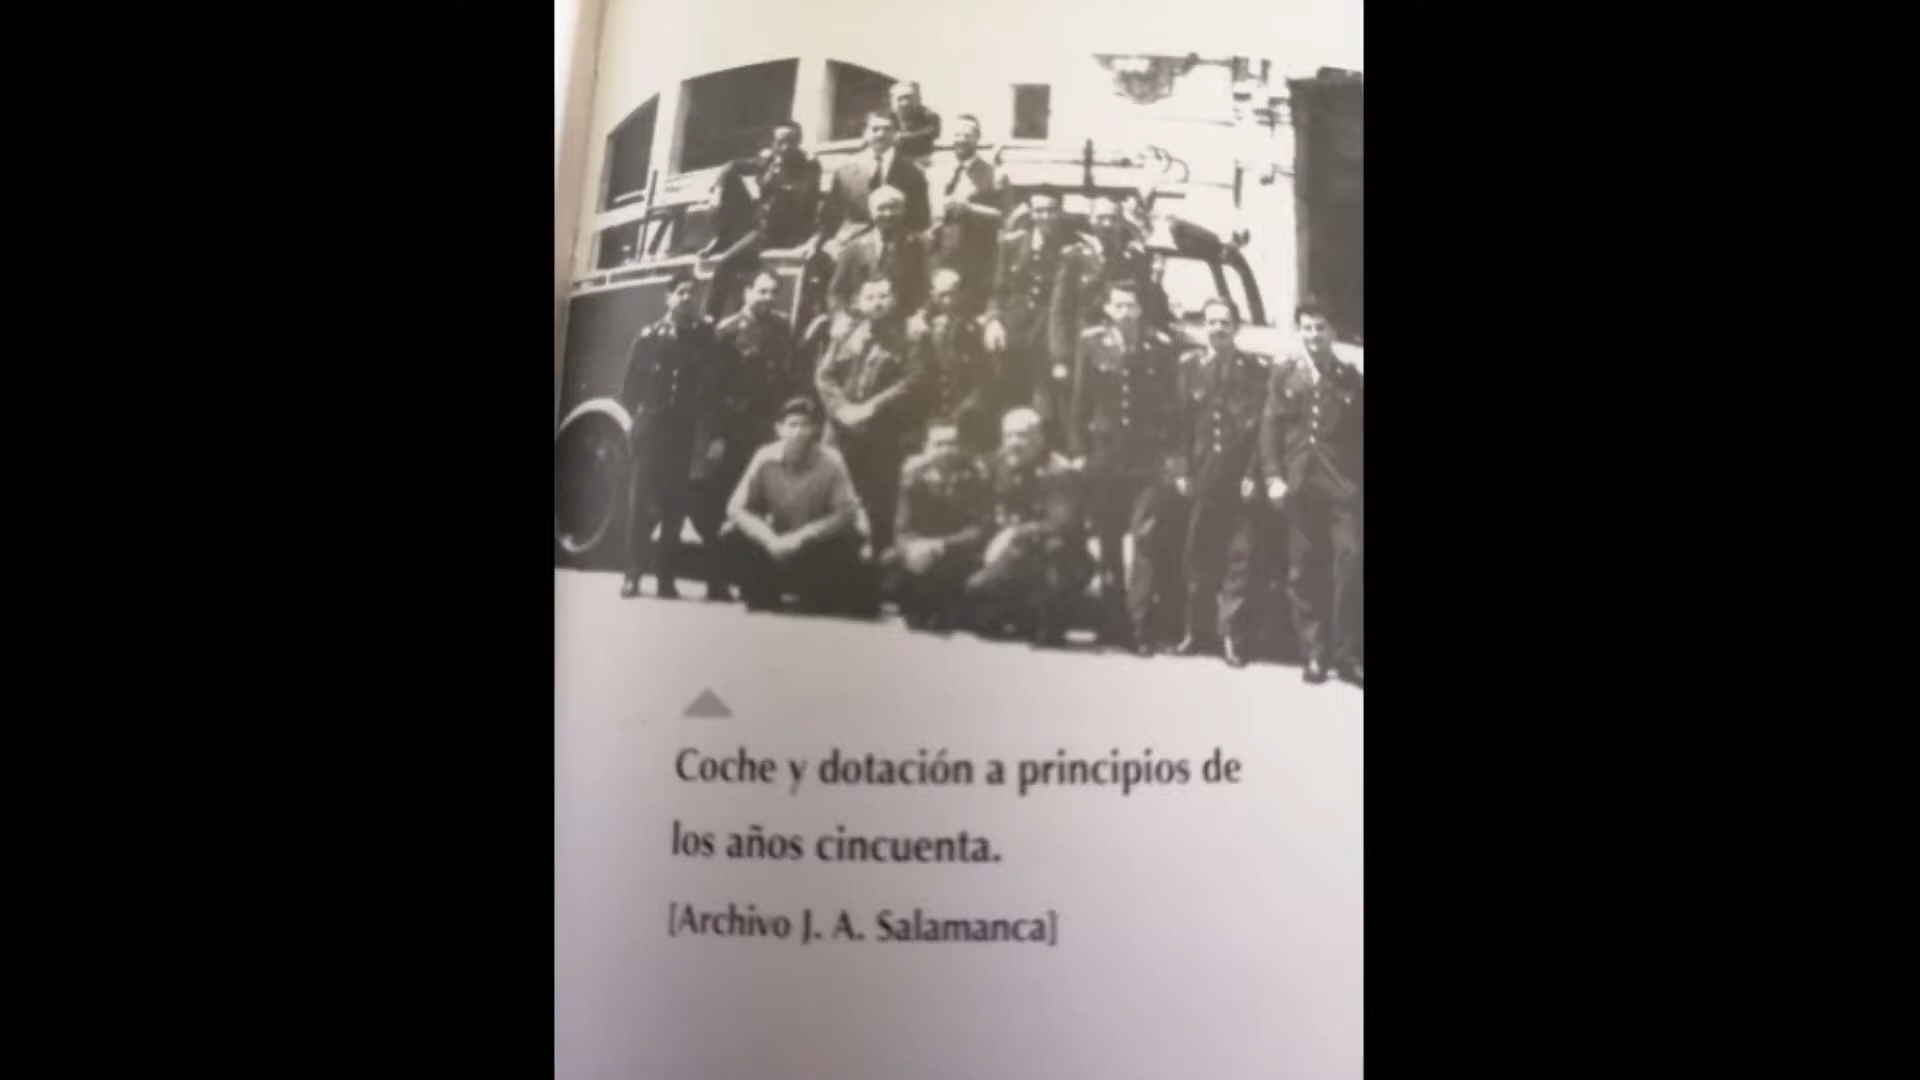 Coche y dotación a principios de
los años cincuenta.
[Archivo J. A. Salamanca]